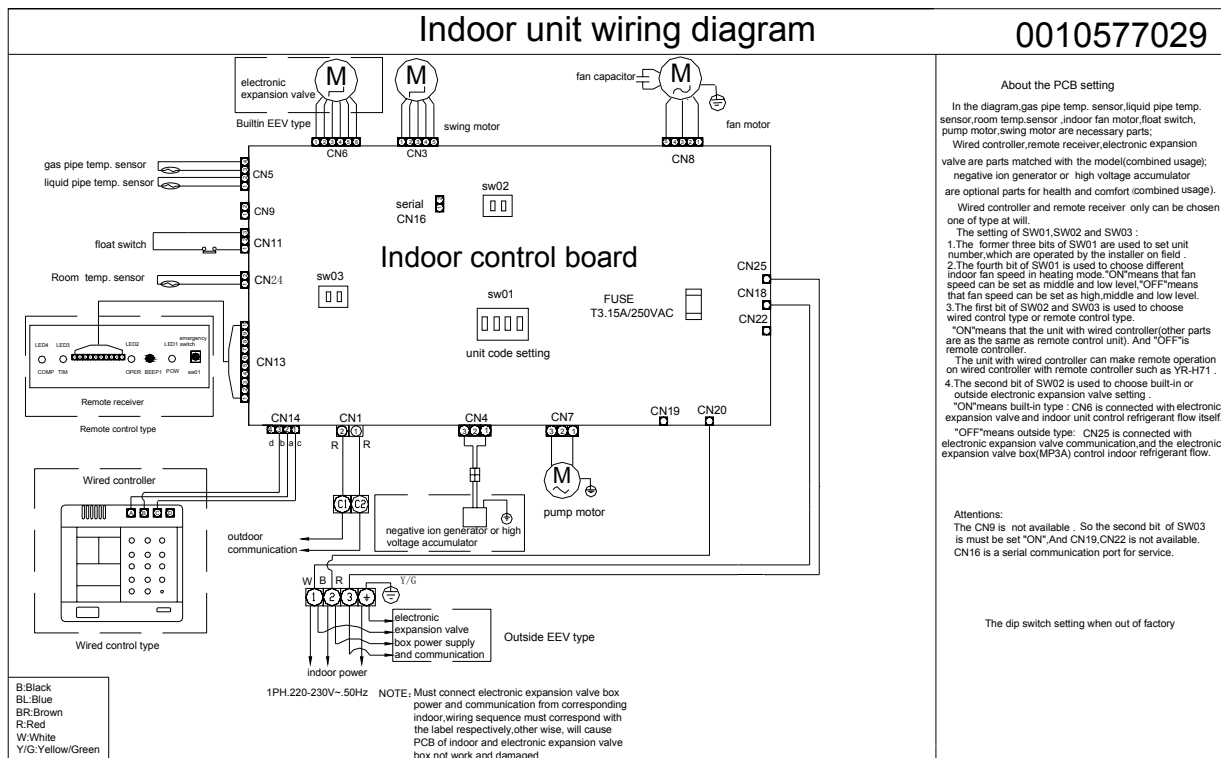 Indoor unit wiring diagram
0010577029
electronic
expansion valve
Builtin EEV type
M
M
swing motor
fan capacitor
M
fan motor
CN6
CN3
CN8
gas pipe temp. sensor
liquid pipe temp. sensor
CN5
CN9
float switch
CN11
Room temp. sensor
CN24
serial
CN16
sw02
Indoor control board
sw03
sw01
unit code setting
FUSE
T3.15A/250VAC
CN25
CN18
CN22
CN13
LED4 LED3 LED2 LED1 emergency
switch
COMP TIM OPER BEEP1 POW sw01
Remote receiver
Remote control type
CN14
d b a c
CN1
2 1
R R
CN4
3 2 1
CN7
3 2 1
CN19
CN20
Wired controller
Wired control type
C1 C2
outdoor
communication
negative ion generator or high
voltage accumulator
M
pump motor
W B R Y/G
1 2 3
electronic
expansion valve
box power supply
and communication
Outside EEV type
indoor power
1PH.220-230V~.50Hz
NOTE: Must connect electronic expansion valve box
power and communication from corresponding
indoor,wiring sequence must correspond with
the label respectively,other wise, will cause
PCB of indoor and electronic expansion valve
box not work and damaged
B:Black
BL:Blue
BR:Brown
R:Red
W:White
Y/G:Yellow/Green
About the PCB setting
In the diagram,gas pipe temp. sensor,liquid pipe temp.
sensor,room temp.sensor ,indoor fan motor,float switch,
pump motor,swing motor are necessary parts;
Wired controller,remote receiver,electronic expansion
valve are parts matched with the model(combined usage);
negative ion generator or high voltage accumulator
are optional parts for health and comfort (combined usage).
Wired controller and remote receiver only can be chosen
one of type at will.
The setting of SW01,SW02 and SW03 :
1.The former three bits of SW01 are used to set unit
number,which are operated by the installer on field .
2.The fourth bit of SW01 is used to choose different
indoor fan speed in heating mode."ON"means that fan
speed can be set as middle and low level,"OFF"means
that fan speed can be set as high,middle and low level.
3.The first bit of SW02 and SW03 is used to choose
wired control type or remote control type.
"ON"means that the unit with wired controller(other parts
are as the same as remote control unit). And "OFF"is
remote controller.
The unit with wired controller can make remote operation
on wired controller with remote controller such as YR-H71 .
4.The second bit of SW02 is used to choose built-in or
outside electronic expansion valve setting .
"ON"means built-in type : CN6 is connected with electronic
expansion valve and indoor unit control refrigerant flow itself.
"OFF"means outside type: CN25 is connected with
electronic expansion valve communication,and the electronic
expansion valve box(MP3A) control indoor refrigerant flow.
Attentions:
The CN9 is not available . So the second bit of SW03
is must be set "ON",And CN19,CN22 is not available.
CN16 is a serial communication port for service.
The dip switch setting when out of factory